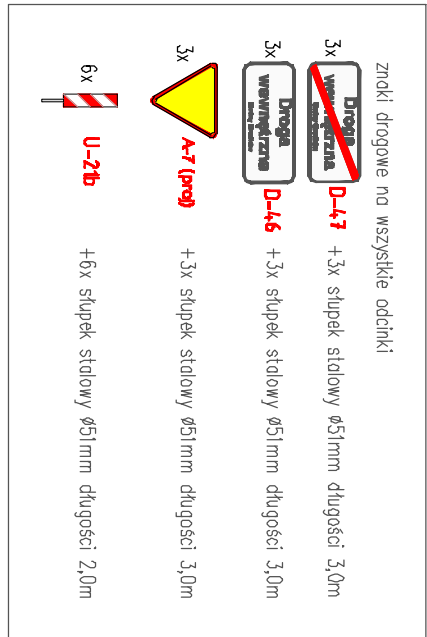 znaki drogowe na wszystkie odcinki
3x
Droga
wewnętrzna
D-47
+3x słupek stalowy ø51mm długości 3,0m
3x
Droga
wewnętrzna
D-46
+3x słupek stalowy ø51mm długości 3,0m
3x
A-7 (proj)
+3x słupek stalowy ø51mm długości 3,0m
6x
U-21b
+6x słupek stalowy ø51mm długości 2,0m